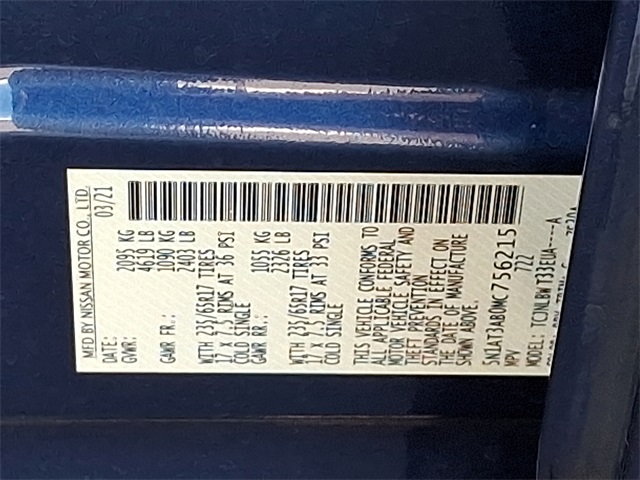 MFD BY NISSAN MOTOR CO., LTD.
DATE: 03/21
GVWR: 2095 KG
4619 LB
GAWR FR.: 1090 KG
2403 LB
WITH 235/65R17 TIRES
17 X 7.5 RIMS AT 36 PSI
COLD SINGLE
GAWR RR.: 1055 KG
2326 LB
WITH 235/65R17 TIRES
17 X 7.5 RIMS AT 33 PSI
COLD SINGLE
THIS VEHICLE CONFORMS TO
ALL APPLICABLE FEDERAL
MOTOR VEHICLE SAFETY AND
THEFT PREVENTION
STANDARDS IN EFFECT ON
THE DATE OF MANUFACTURE
SHOWN ABOVE.
5N1AT3AB0MC756215
MPV 722
MODEL: TCJNLBW T33EUA----A